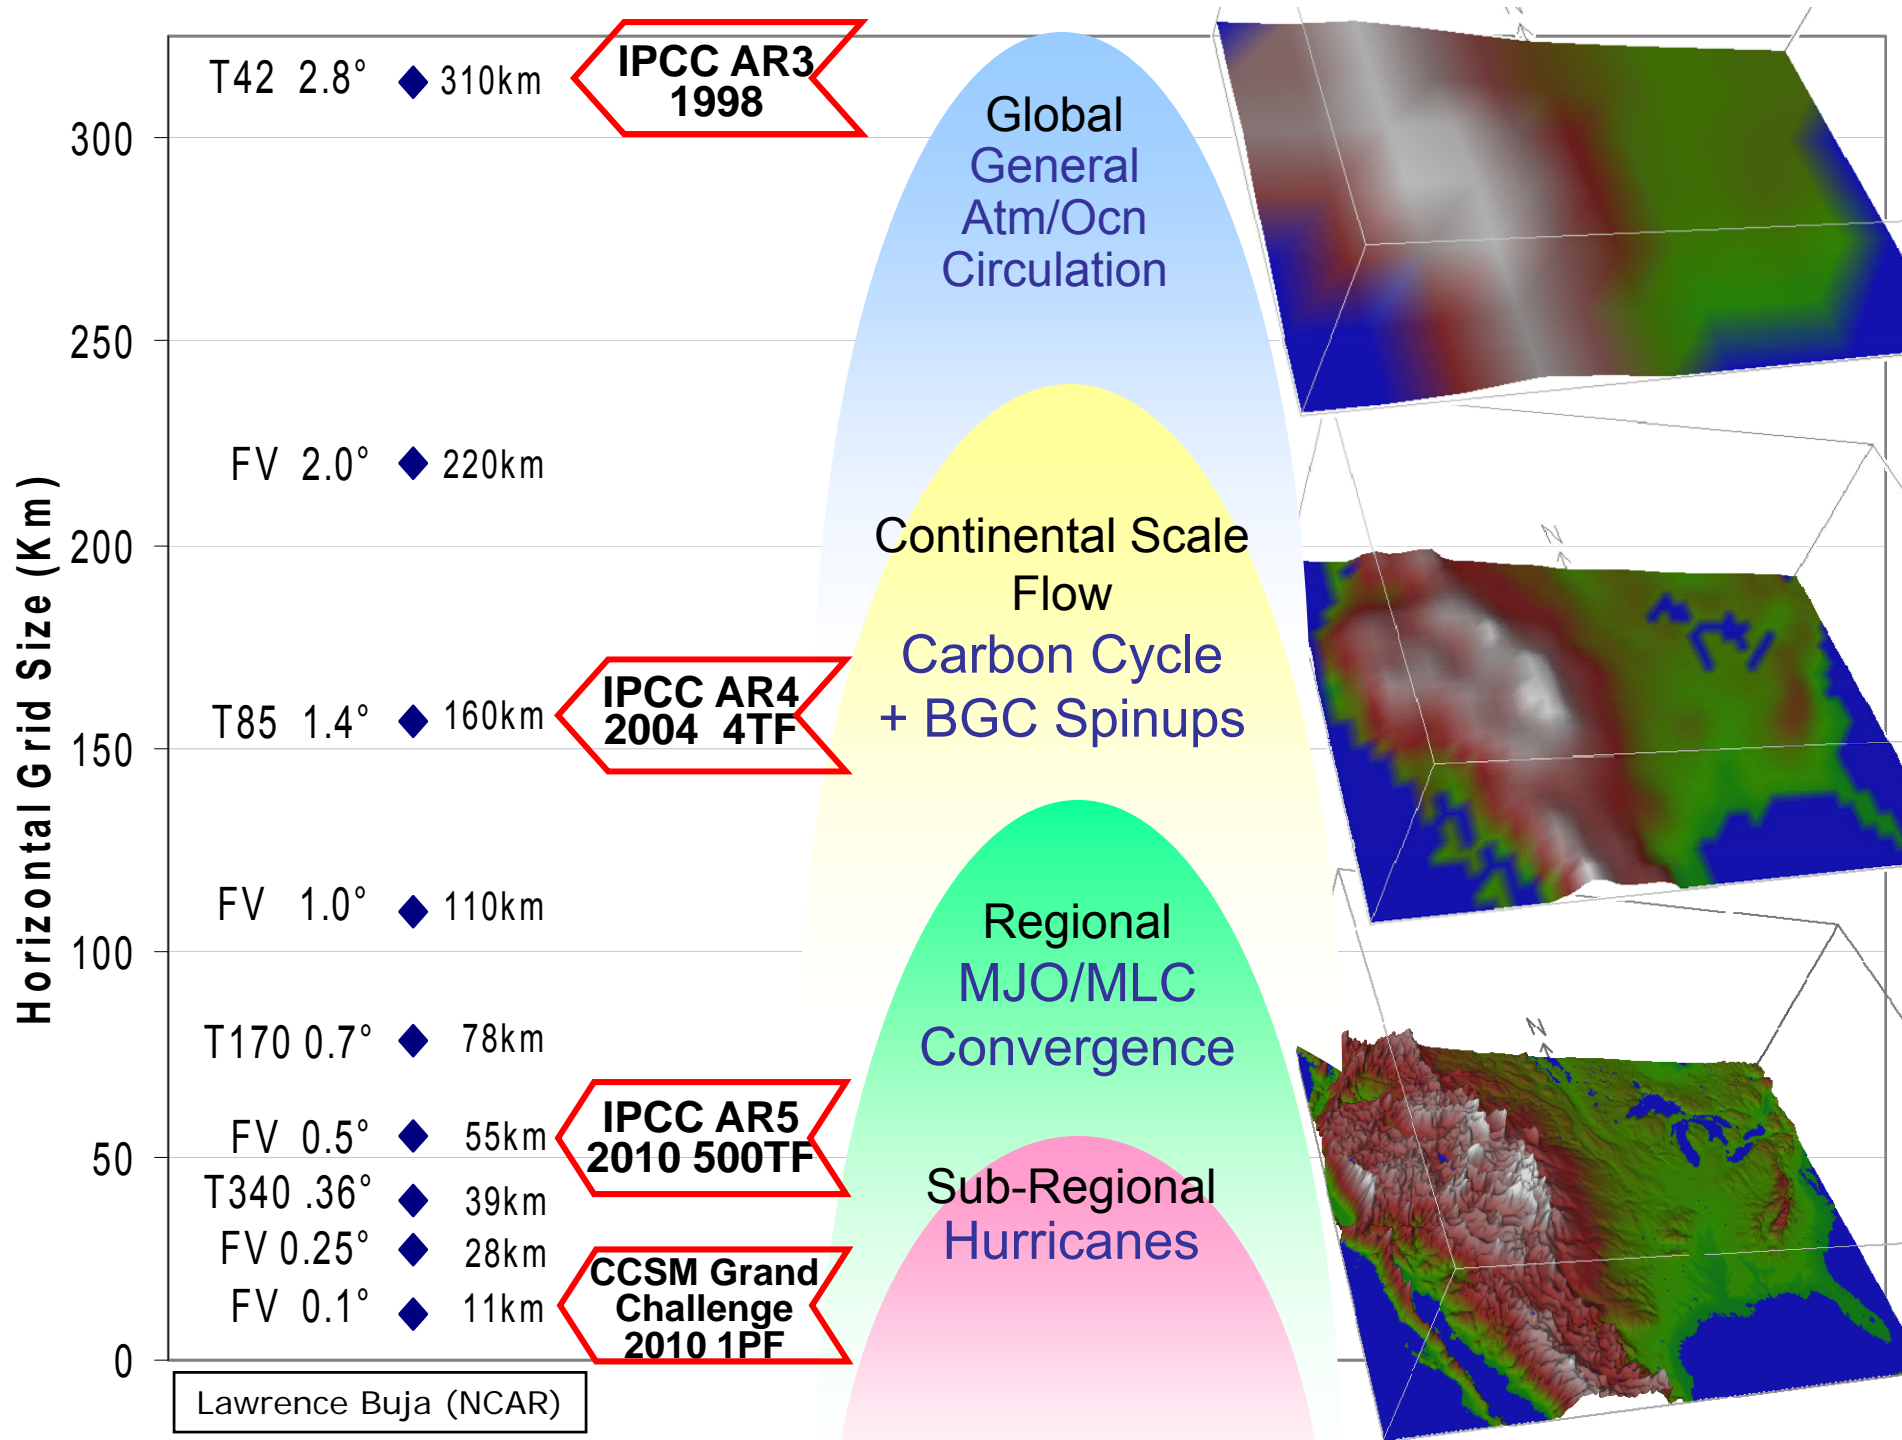 Horizontal Grid Size (Km)
300
250
200
150
100
50
0
T42 2.8° 310km
FV 2.0° 220km
T85 1.4° 160km
FV 1.0° 110km
T170 0.7° 78km
FV 0.5° 55km
T340 .36° 39km
FV 0.25° 28km
FV 0.1° 11km
IPCC AR3
1998
IPCC AR4
2004 4TF
IPCC AR5
2010 500TF
CCSM Grand
Challenge
2010 1PF
Global
General
Atm/Ocn
Circulation
Continental Scale
Flow
Carbon Cycle
+ BGC Spinups
Regional
MJO/MLC
Convergence
Sub-Regional
Hurricanes
N
N
N
Lawrence Buja (NCAR)